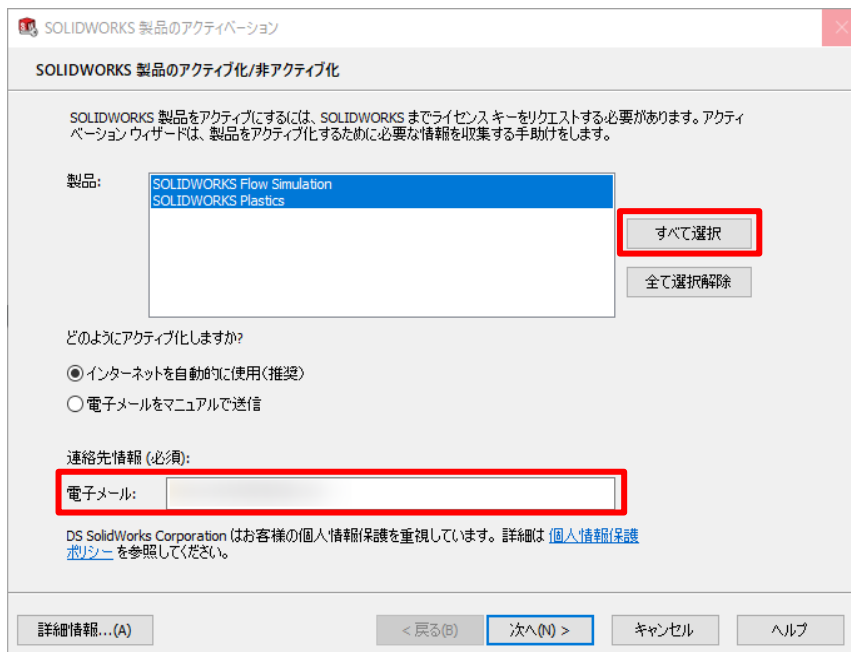 SOLIDWORKS 製品のアクティベーション
SOLIDWORKS 製品のアクティブ化/非アクティブ化
SOLIDWORKS 製品をアクティブにするには、SOLIDWORKS までライセンス キーをリクエストする必要があります。アクティ
ベーション ウィザードは、製品をアクティブ化するために必要な情報を収集する手助けをします。
製品:
SOLIDWORKS Flow Simulation
SOLIDWORKS Plastics
すべて選択
全て選択解除
どのようにアクティブ化しますか?
インターネットを自動的に使用(推奨)
電子メールをマニュアルで送信
連絡先情報 (必須):
電子メール:
DS SolidWorks Corporation はお客様の個人情報保護を重視しています。詳細は 個人情報保護
ポリシー を参照してください。
詳細情報...(A)
< 戻る(B)
次へ(N) >
キャンセル
ヘルプ